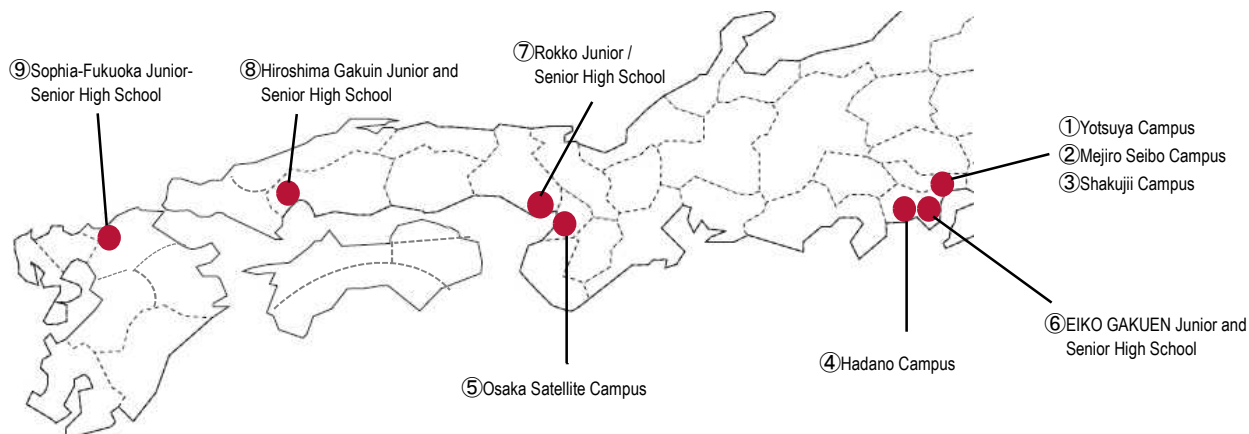 ⑨Sophia-Fukuoka Junior-
Senior High School
⑧Hiroshima Gakuin Junior and
Senior High School
⑦Rokko Junior /
Senior High School
①Yotsuya Campus
②Mejiro Seibo Campus
③Shakujii Campus
⑥EIKO GAKUEN Junior and
Senior High School
④Hadano Campus
⑤Osaka Satellite Campus